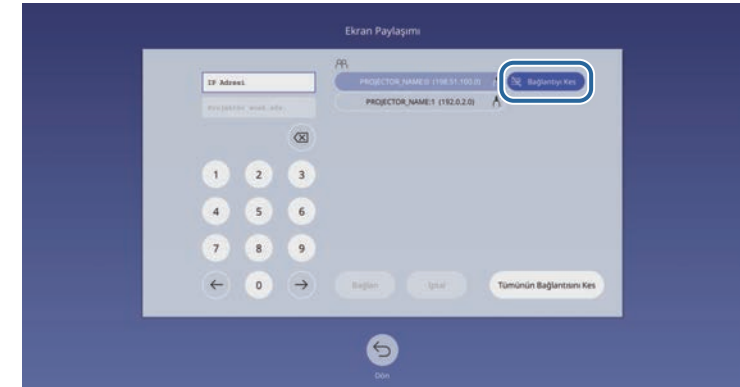 Ekran Paylaşımı
IP Adresi
PROJECTOR_NAME:0 (198.51.100.0)
Bağlantıyı Kes
PROJECTOR_NAME:1 (192.0.2.0)
1 2 3
4 5 6
7 8 9
0
Bağlan
İptal
Tümünün Bağlantısını Kes
Dön